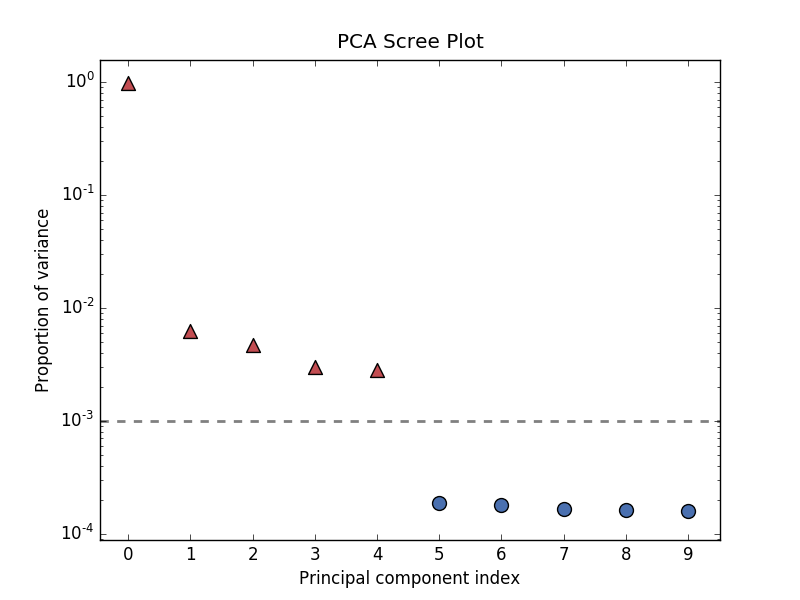 PCA Scree Plot
Proportion of variance
10^0
10^-1
10^-2
10^-3
10^-4
0 1 2 3 4 5 6 7 8 9
Principal component index